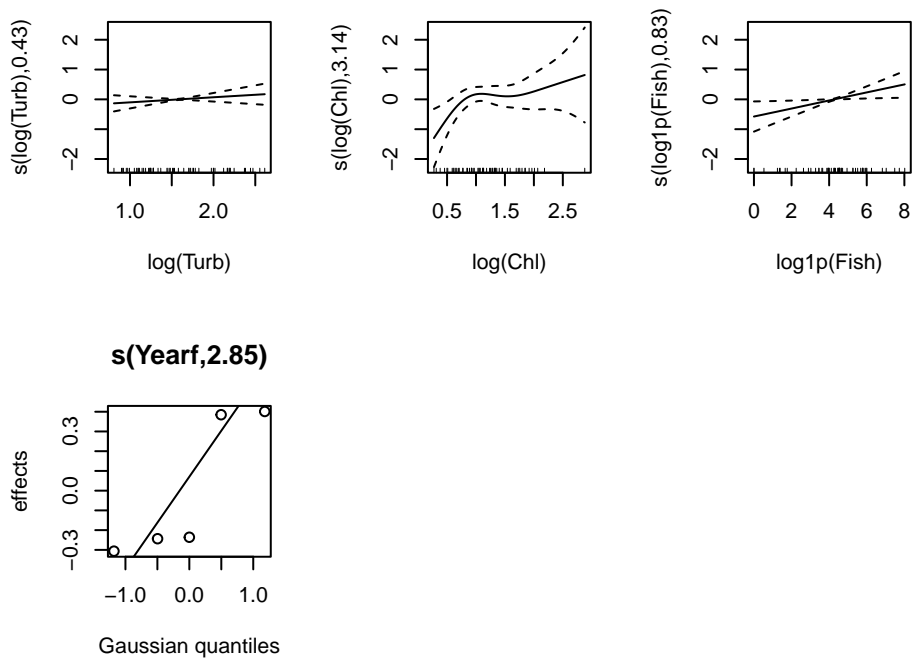 s(log(Turb),0.43)
2
1
0
−2
1.0 2.0
log(Turb)
s(log(Chl),3.14)
2
1
0
−2
0.5 1.0 1.5 2.5
log(Chl)
s(log1p(Fish),0.83)
2
1
0
−2
0 2 4 6 8
log1p(Fish)
s(Yearf,2.85)
effects
0.3
0.0
−0.3
−1.0 0.0 1.0
Gaussian quantiles